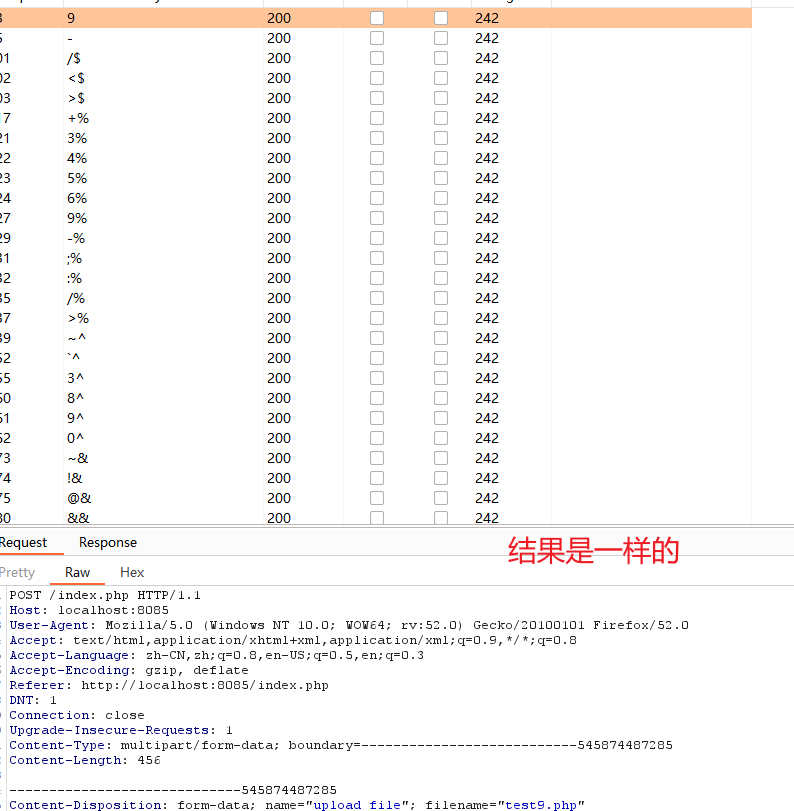 3 9 200 242
5 - 200 242
01 /$ 200 242
02 <$ 200 242
03 >$ 200 242
17 +% 200 242
21 3% 200 242
22 4% 200 242
23 5% 200 242
24 6% 200 242
27 9% 200 242
29 -% 200 242
31 ;% 200 242
32 :% 200 242
35 /% 200 242
37 >% 200 242
39 ~^ 200 242
52 `^ 200 242
55 3^ 200 242
60 8^ 200 242
61 9^ 200 242
62 0^ 200 242
73 ~& 200 242
74 !& 200 242
75 @& 200 242
80 && 200 242
Request Response
结果是一样的
Pretty Raw Hex
POST /index.php HTTP/1.1
Host: localhost:8085
User-Agent: Mozilla/5.0 (Windows NT 10.0; WOW64; rv:52.0) Gecko/20100101 Firefox/52.0
Accept: text/html,application/xhtml+xml,application/xml;q=0.9,*/*;q=0.8
Accept-Language: zh-CN,zh;q=0.8,en-US;q=0.5,en;q=0.3
Accept-Encoding: gzip, deflate
Referer: http://localhost:8085/index.php
DNT: 1
Connection: close
Upgrade-Insecure-Requests: 1
Content-Type: multipart/form-data; boundary=---------------------------545874487285
Content-Length: 456
-----------------------------545874487285
Content-Disposition: form-data; name="upload_file"; filename="test9.php"